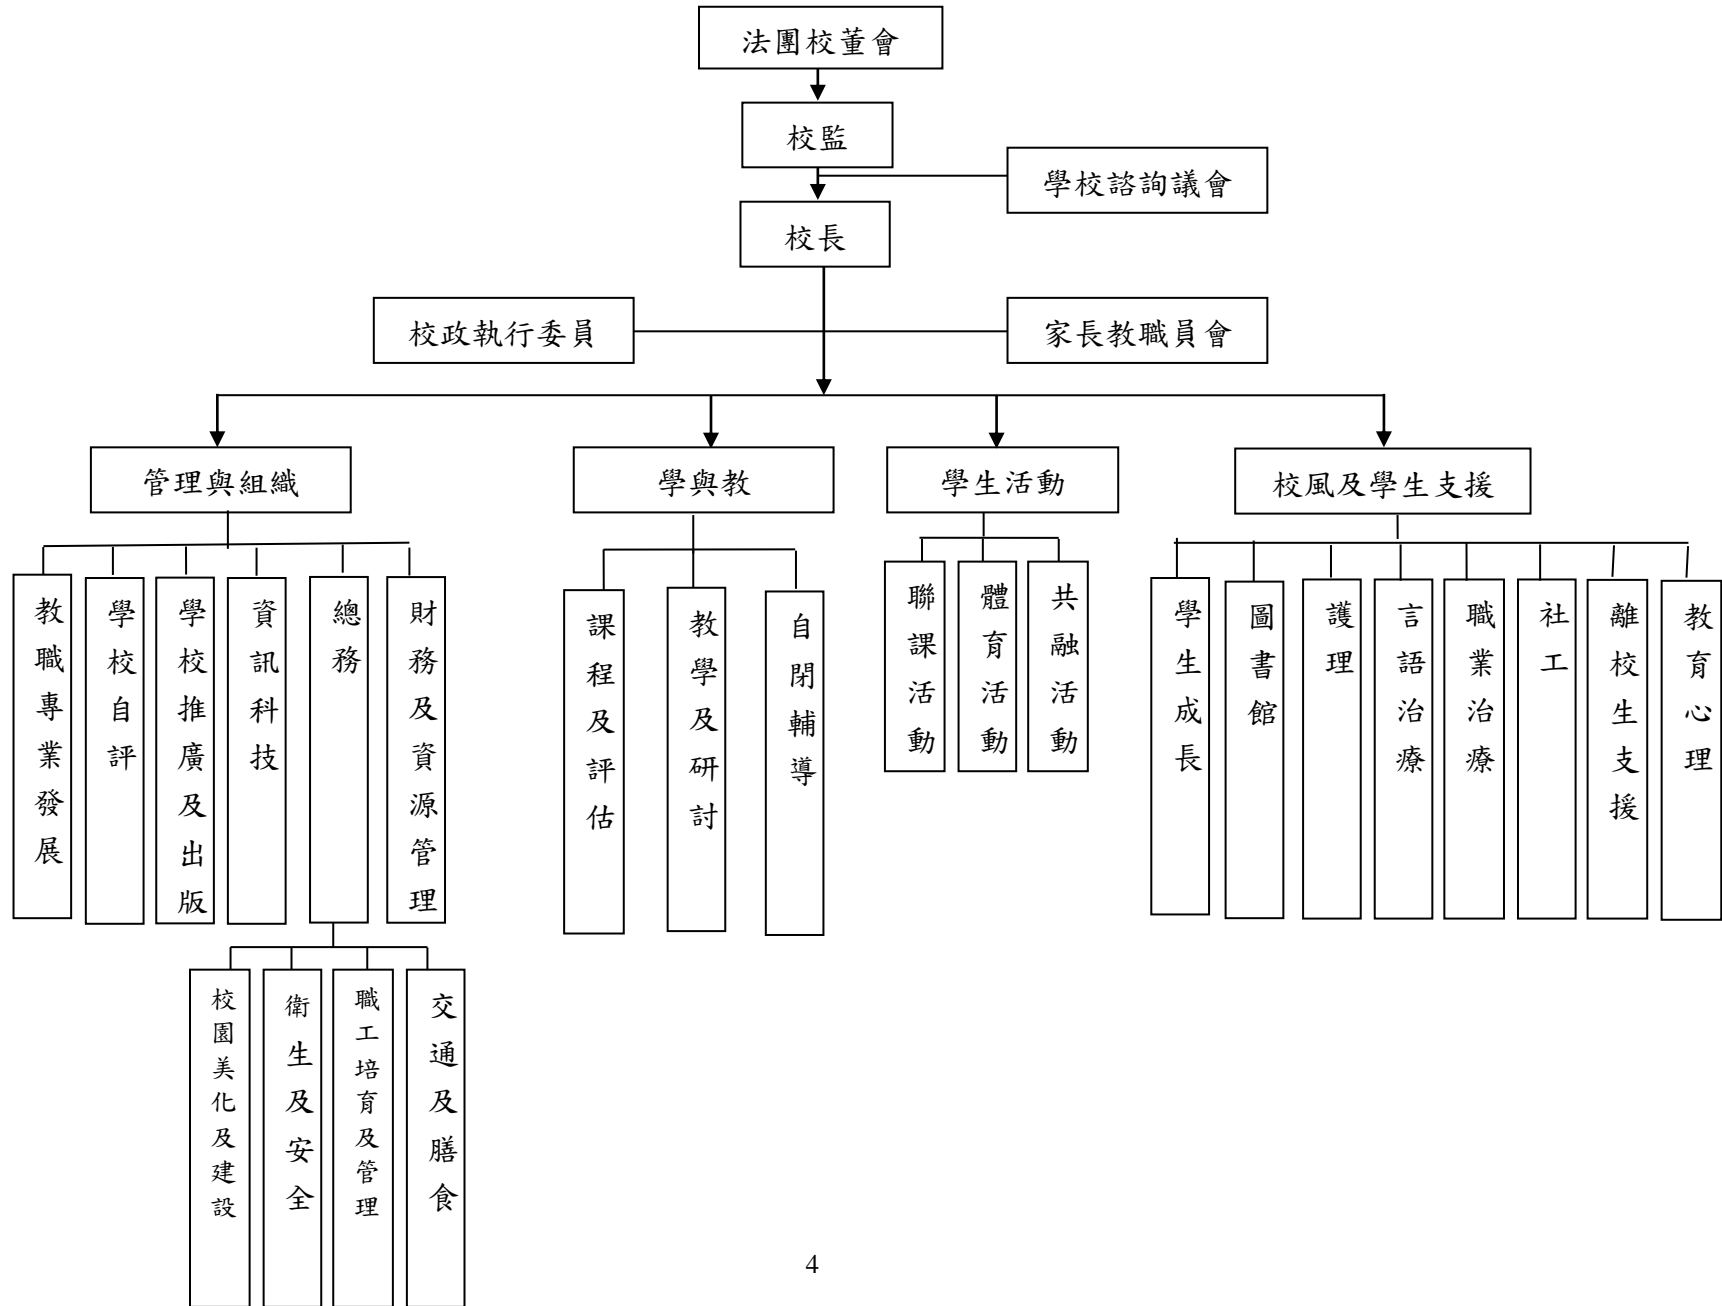 法團校董會
校監
學校諮詢議會
校長
校政執行委員
家長教職員會
管理與組織
學與教
學生活動
校風及學生支援
教職專業發展
學校自評
學校推廣及出版
資訊科技
總務
財務及資源管理
課程及評估
教學及研討
自閉輔導
聯課活動
體育活動
共融活動
學生成長
圖書館
護理
言語治療
職業治療
社工
離校生支援
教育心理
校園美化及建設
衛生及安全
職工培育及管理
交通及膳食
4